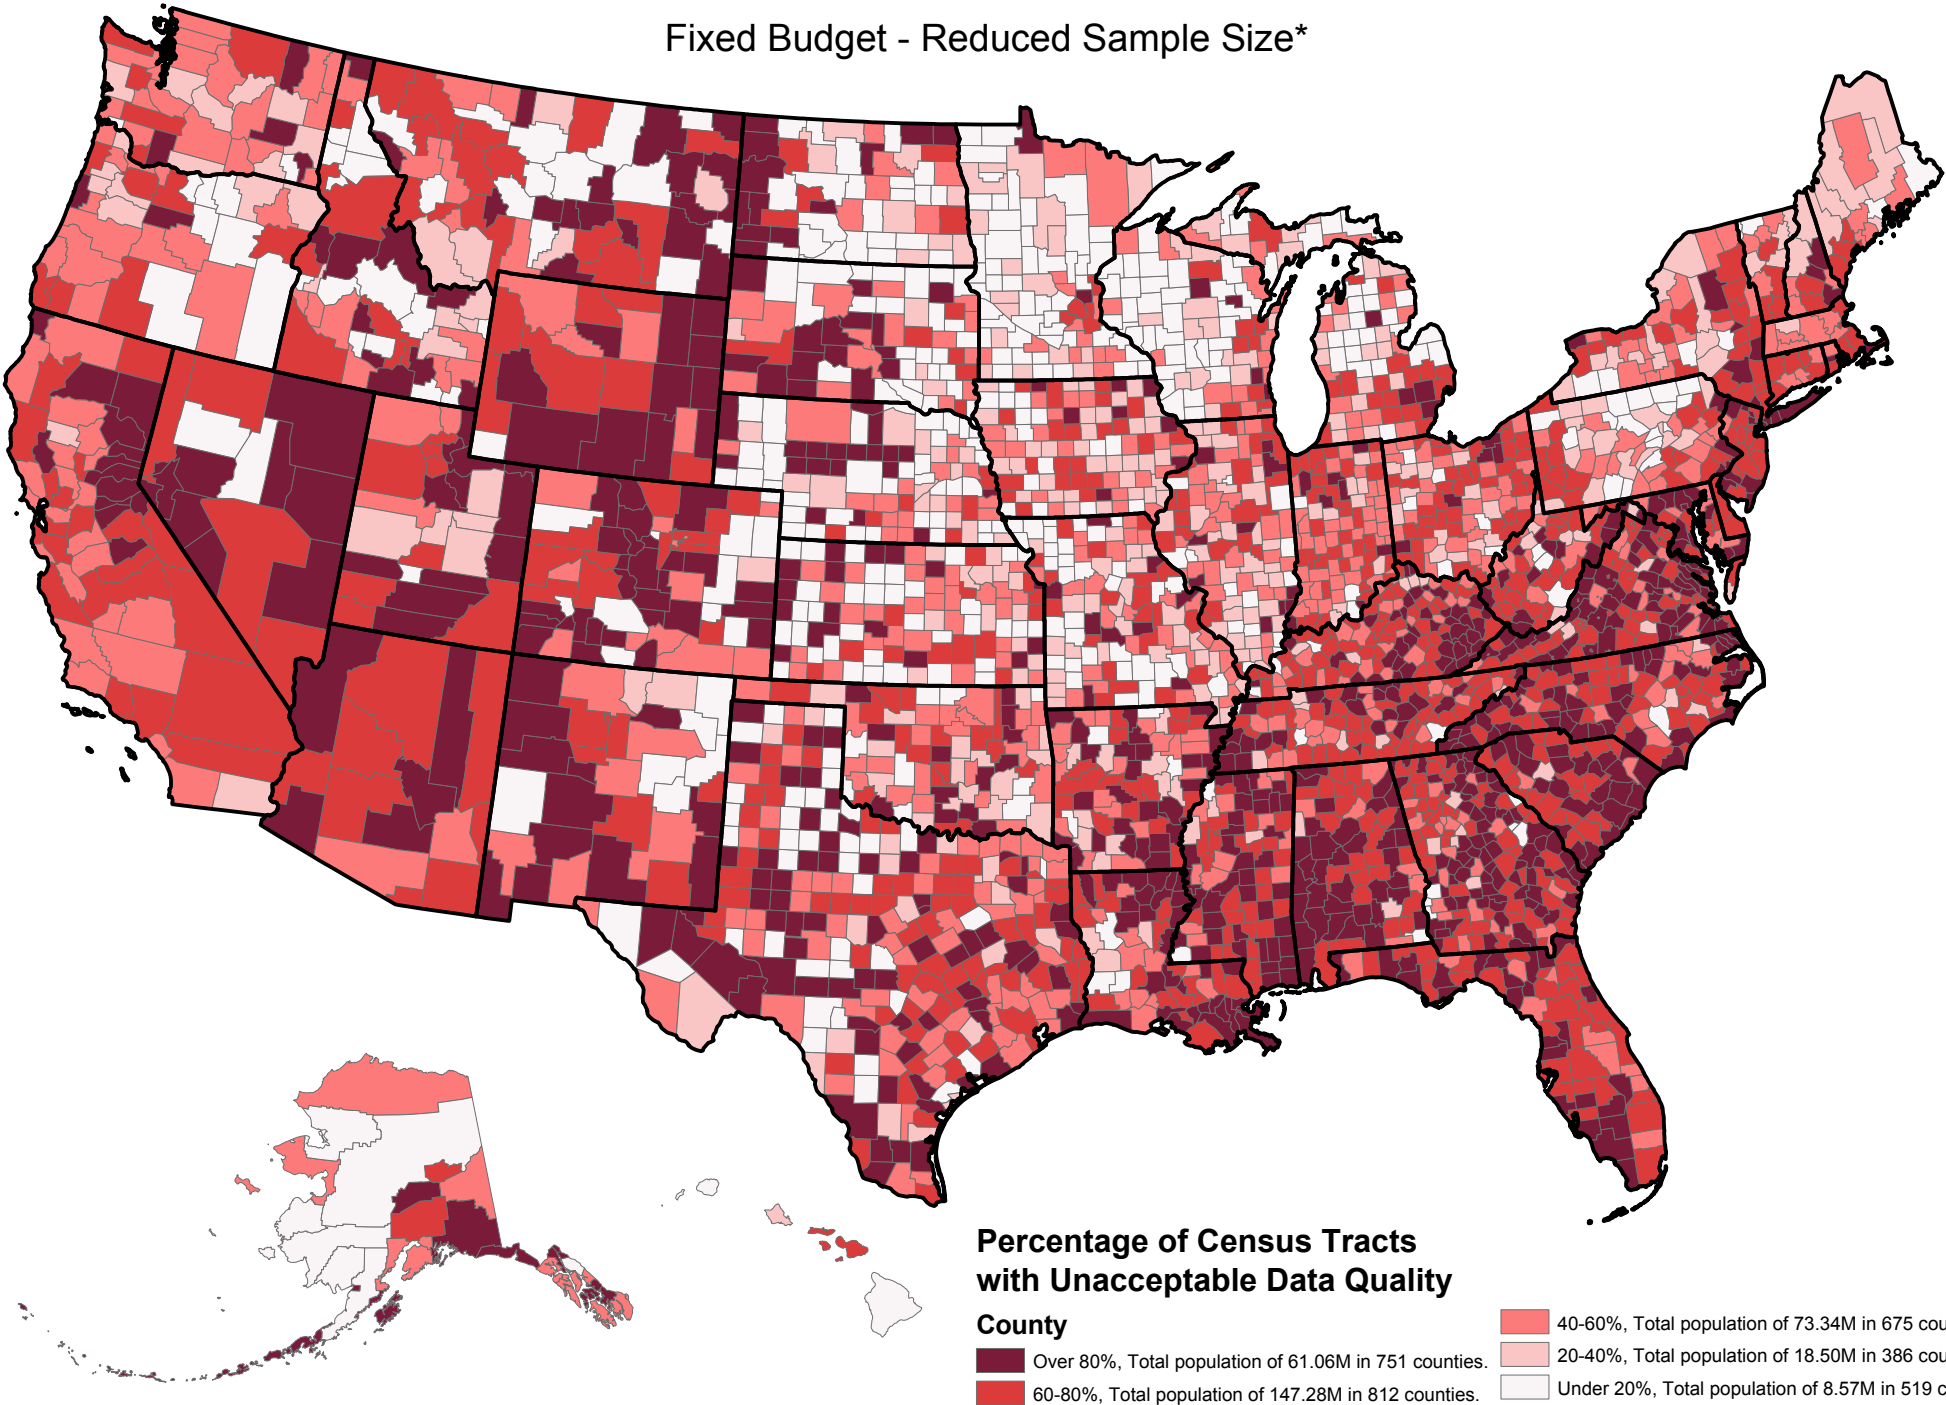 Fixed Budget - Reduced Sample Size*
Percentage of Census Tracts
with Unacceptable Data Quality
County
Over 80%, Total population of 61.06M in 751 counties.
60-80%, Total population of 147.28M in 812 counties.
40-60%, Total population of 73.34M in 675 cou
20-40%, Total population of 18.50M in 386 cou
Under 20%, Total population of 8.57M in 519 c